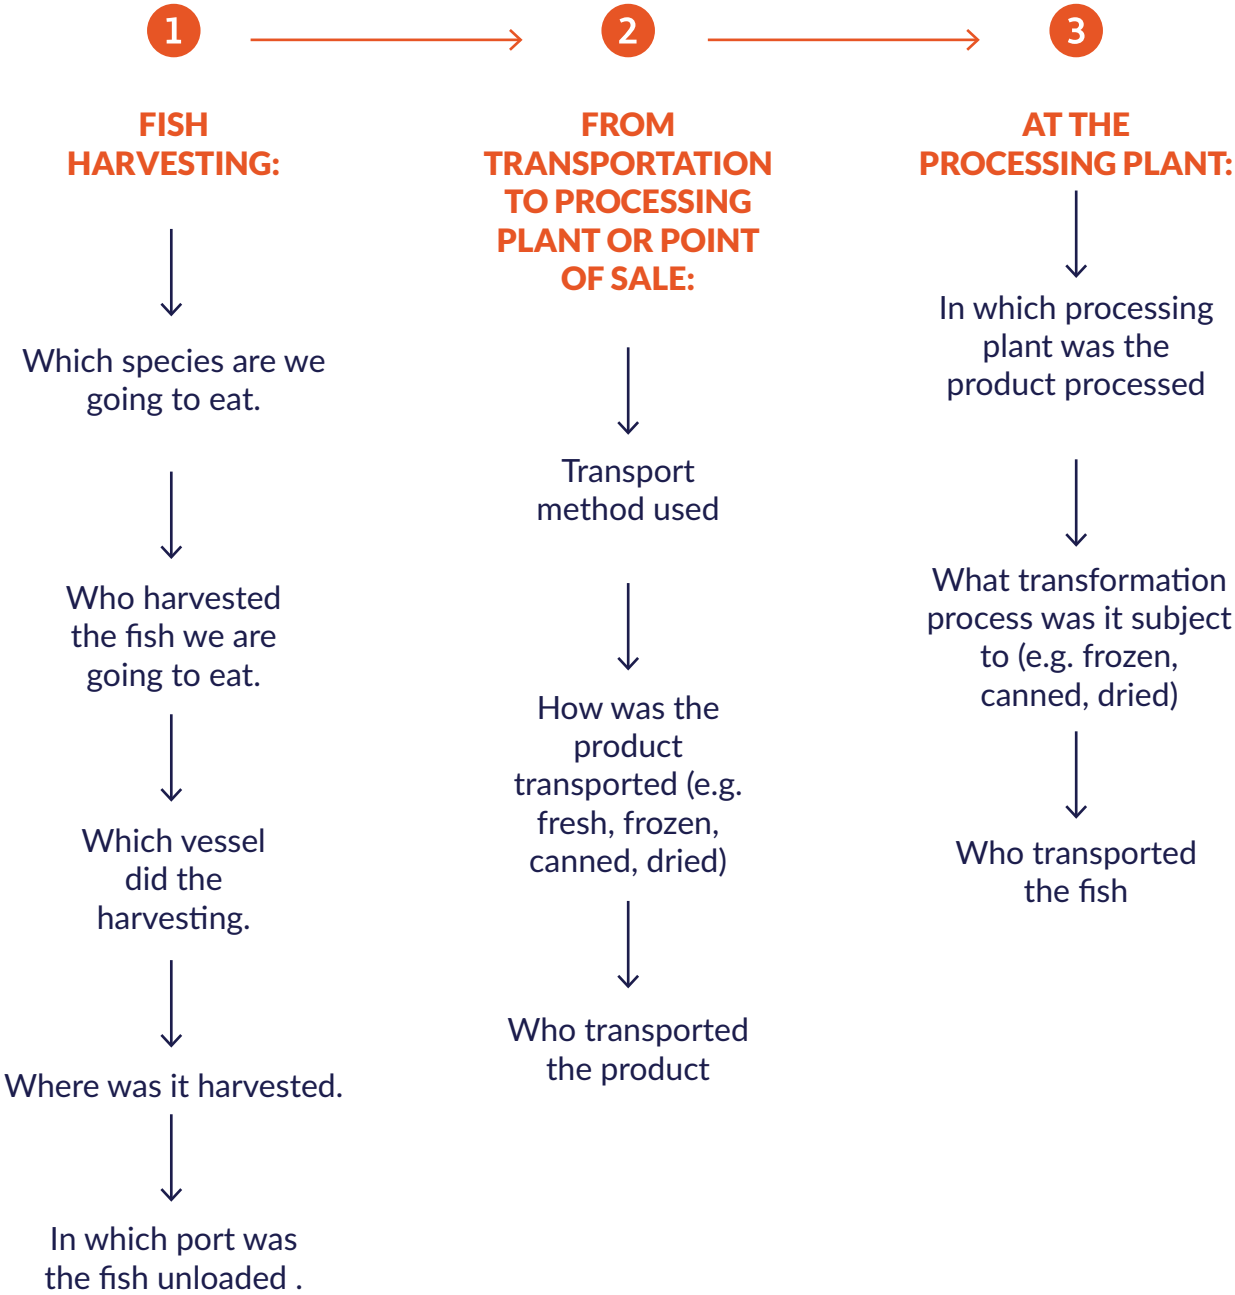 1
FISH
HARVESTING:
Which species are we
going to eat.
Who harvested
the fish we are
going to eat.
Which vessel
did the
harvesting.
Where was it harvested.
In which port was
the fish unloaded .
2
FROM
TRANSPORTATION
TO PROCESSING
PLANT OR POINT
OF SALE:
Transport
method used
How was the
product
transported (e.g.
fresh, frozen,
canned, dried)
Who transported
the product
3
AT THE
PROCESSING PLANT:
In which processing
plant was the
product processed
What transformation
process was it subject
to (e.g. frozen,
canned, dried)
Who transported
the fish